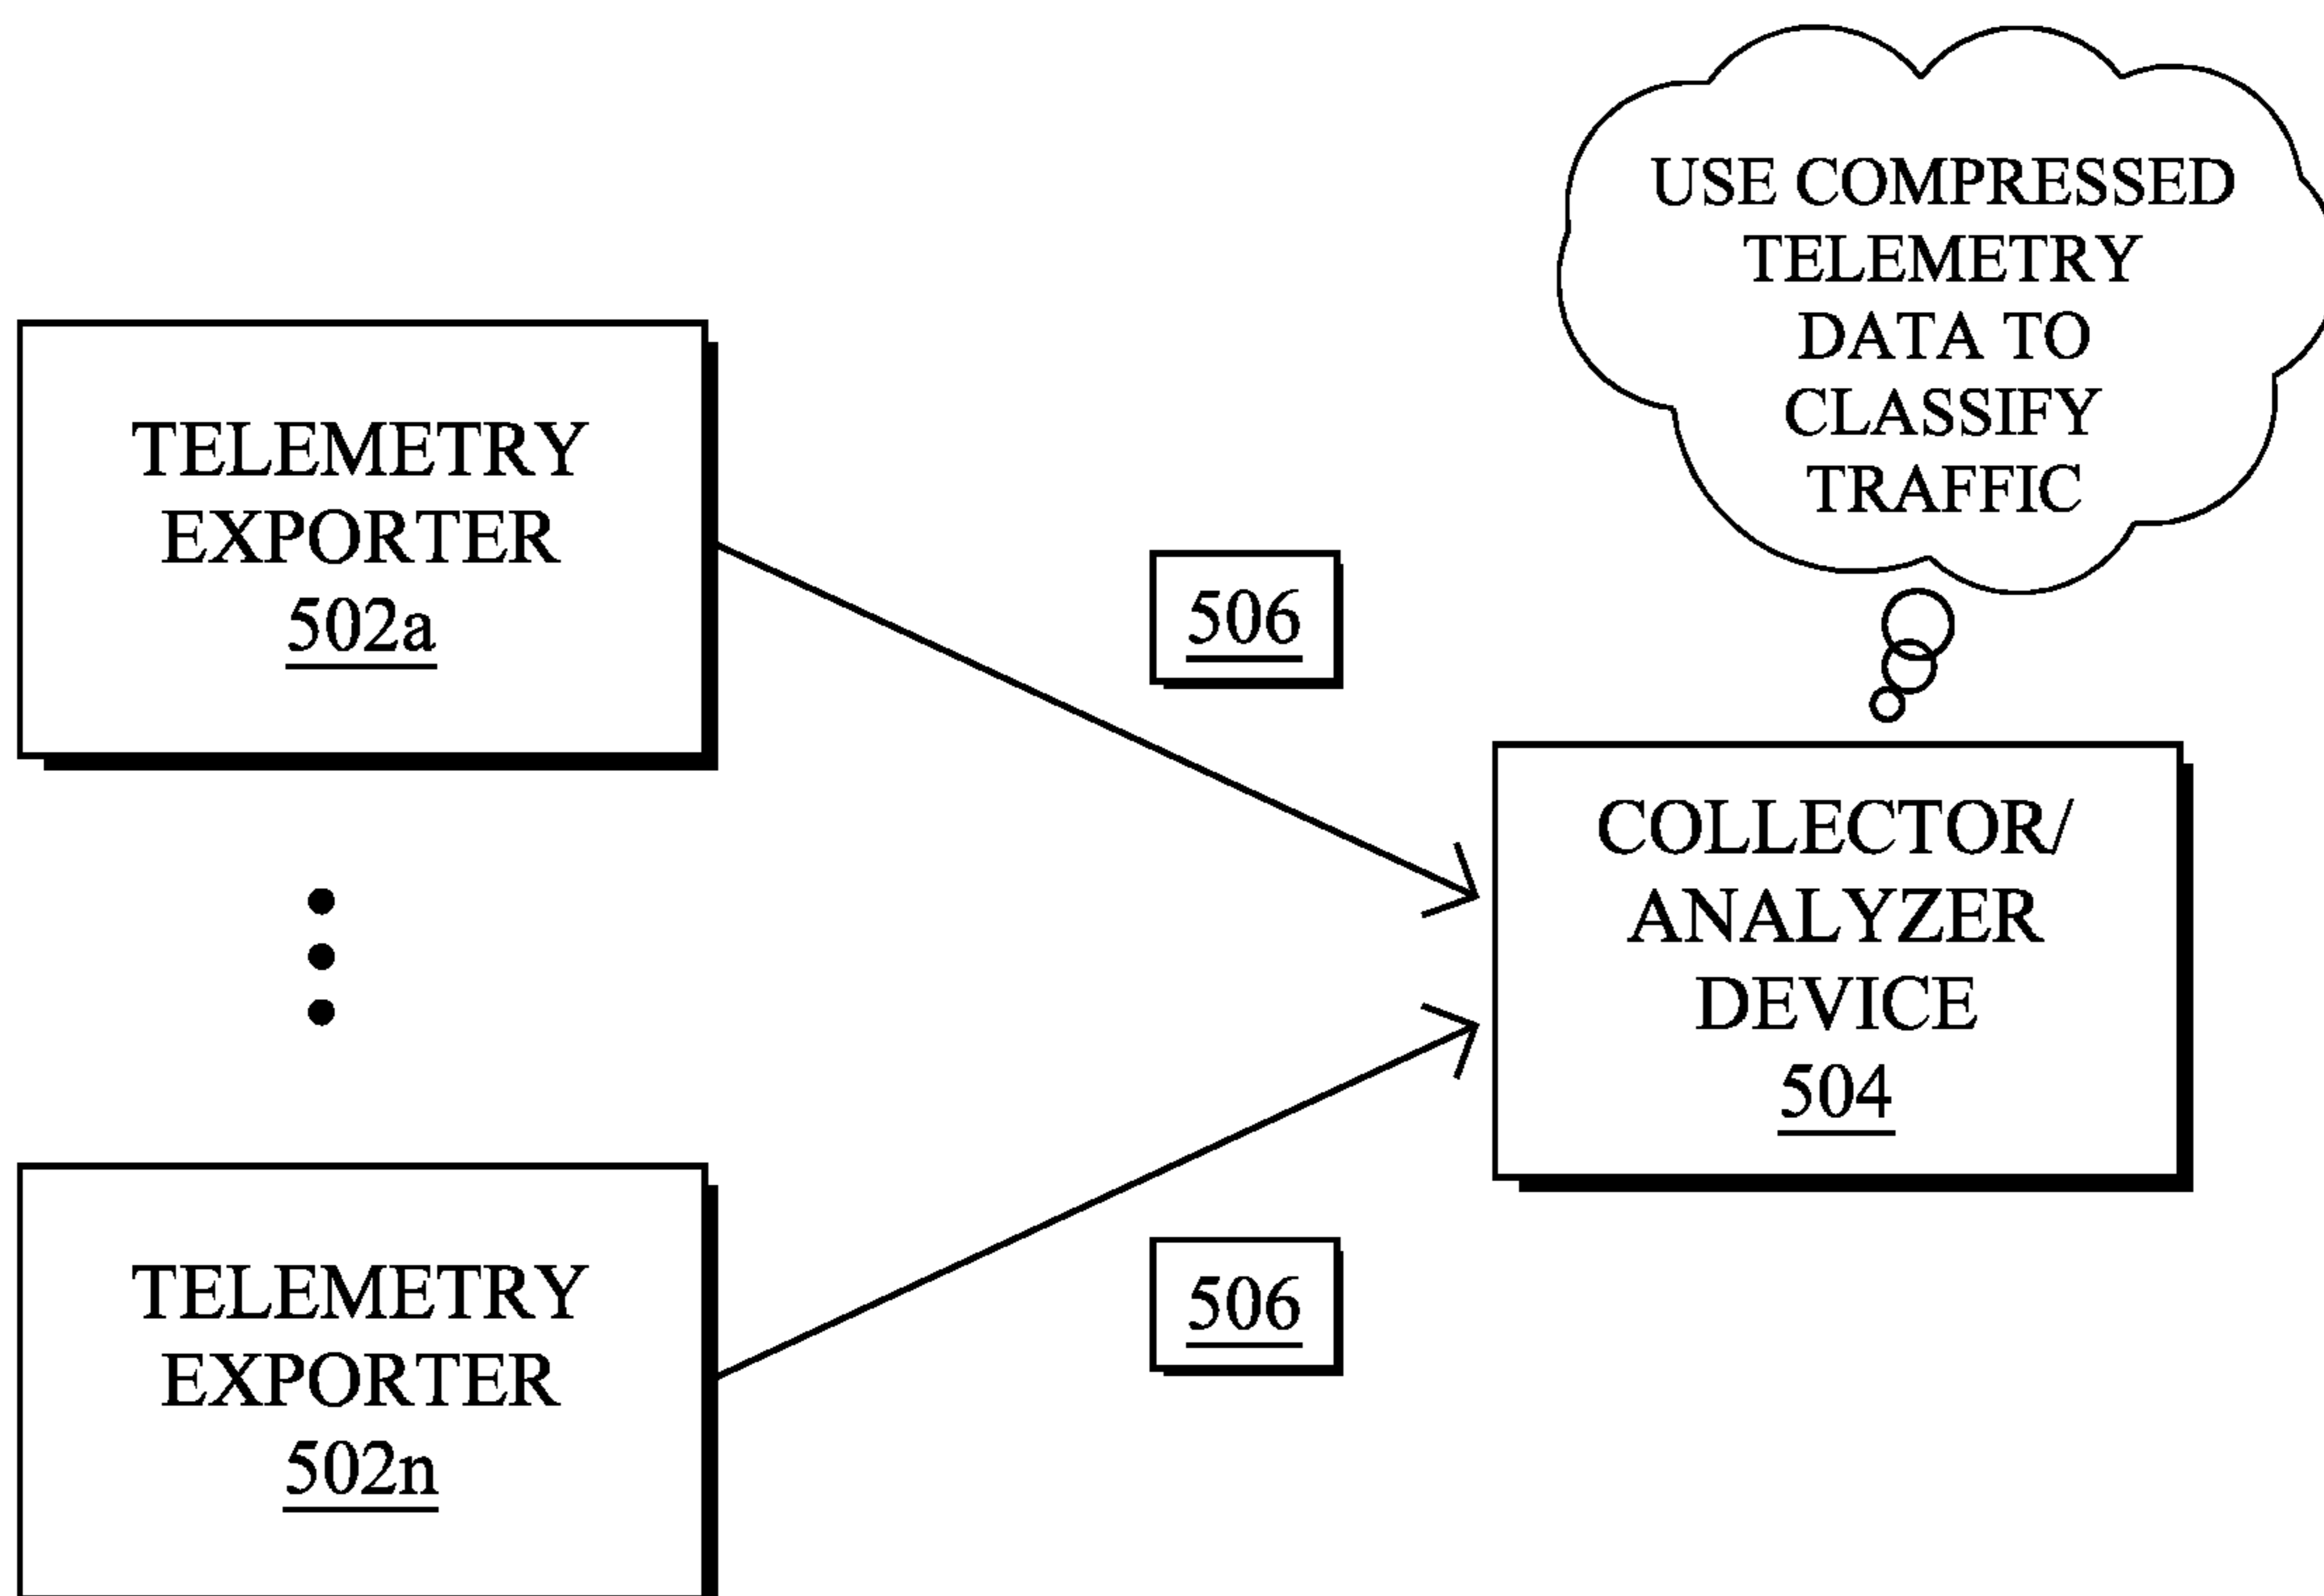 USE COMPRESSED
TELEMETRY
DATA TO
CLASSIFY
TRAFFIC
TELEMETRY
EXPORTER
502a
506
COLLECTOR/
ANALYZER
DEVICE
504
506
TELEMETRY
EXPORTER
502n